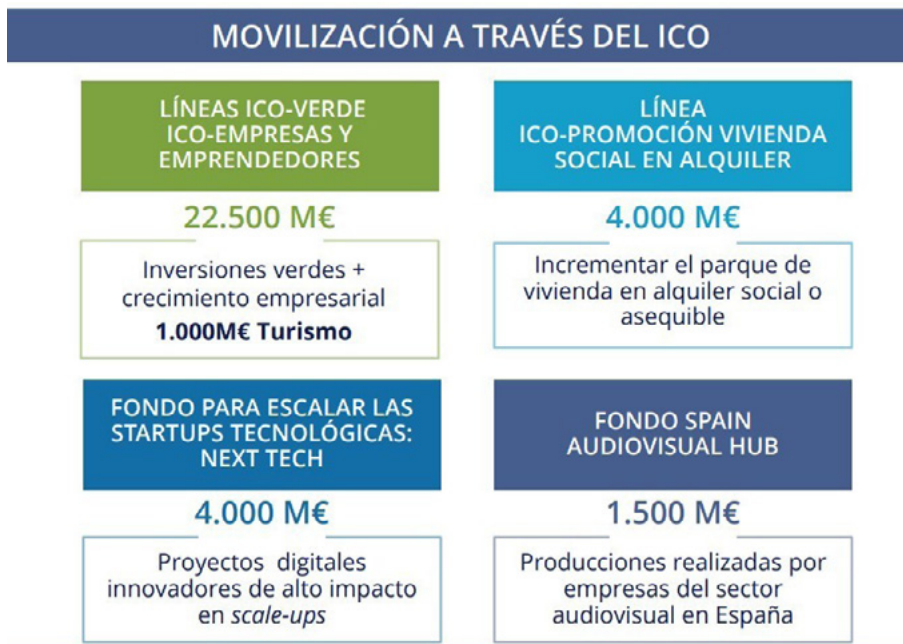 MOVILIZACIÓN A TRAVÉS DEL ICO
LÍNEAS ICO-VERDE
ICO-EMPRESAS Y
EMPRENDEDORES
22.500 M€
Inversiones verdes +
crecimiento empresarial
1.000M€ Turismo
LÍNEA
ICO-PROMOCIÓN VIVIENDA
SOCIAL EN ALQUILER
4.000 M€
Incrementar el parque de
vivienda en alquiler social o
asequible
FONDO PARA ESCALAR LAS
STARTUPS TECNOLÓGICAS:
NEXT TECH
4.000 M€
Proyectos digitales
innovadores de alto impacto
en scale-ups
FONDO SPAIN
AUDIOVISUAL HUB
1.500 M€
Producciones realizadas por
empresas del sector
audiovisual en España